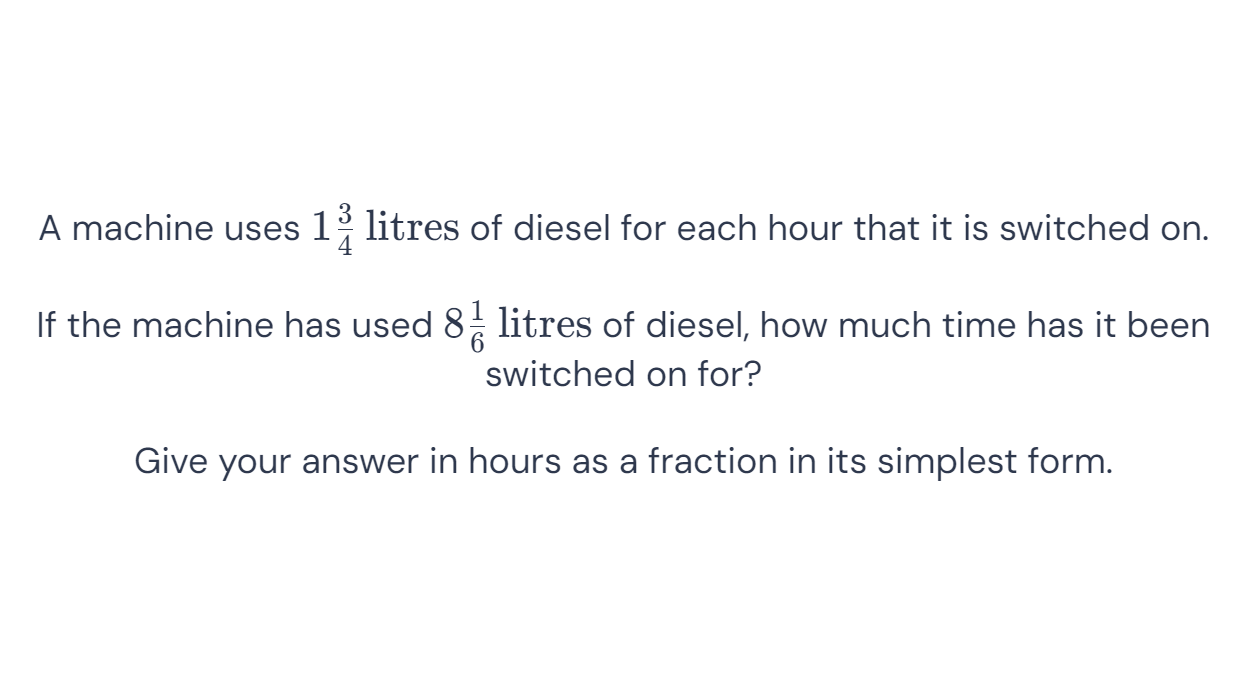 A machine uses 1 3/4 litres of diesel for each hour that it is switched on.
If the machine has used 8 1/6 litres of diesel, how much time has it been
switched on for?
Give your answer in hours as a fraction in its simplest form.